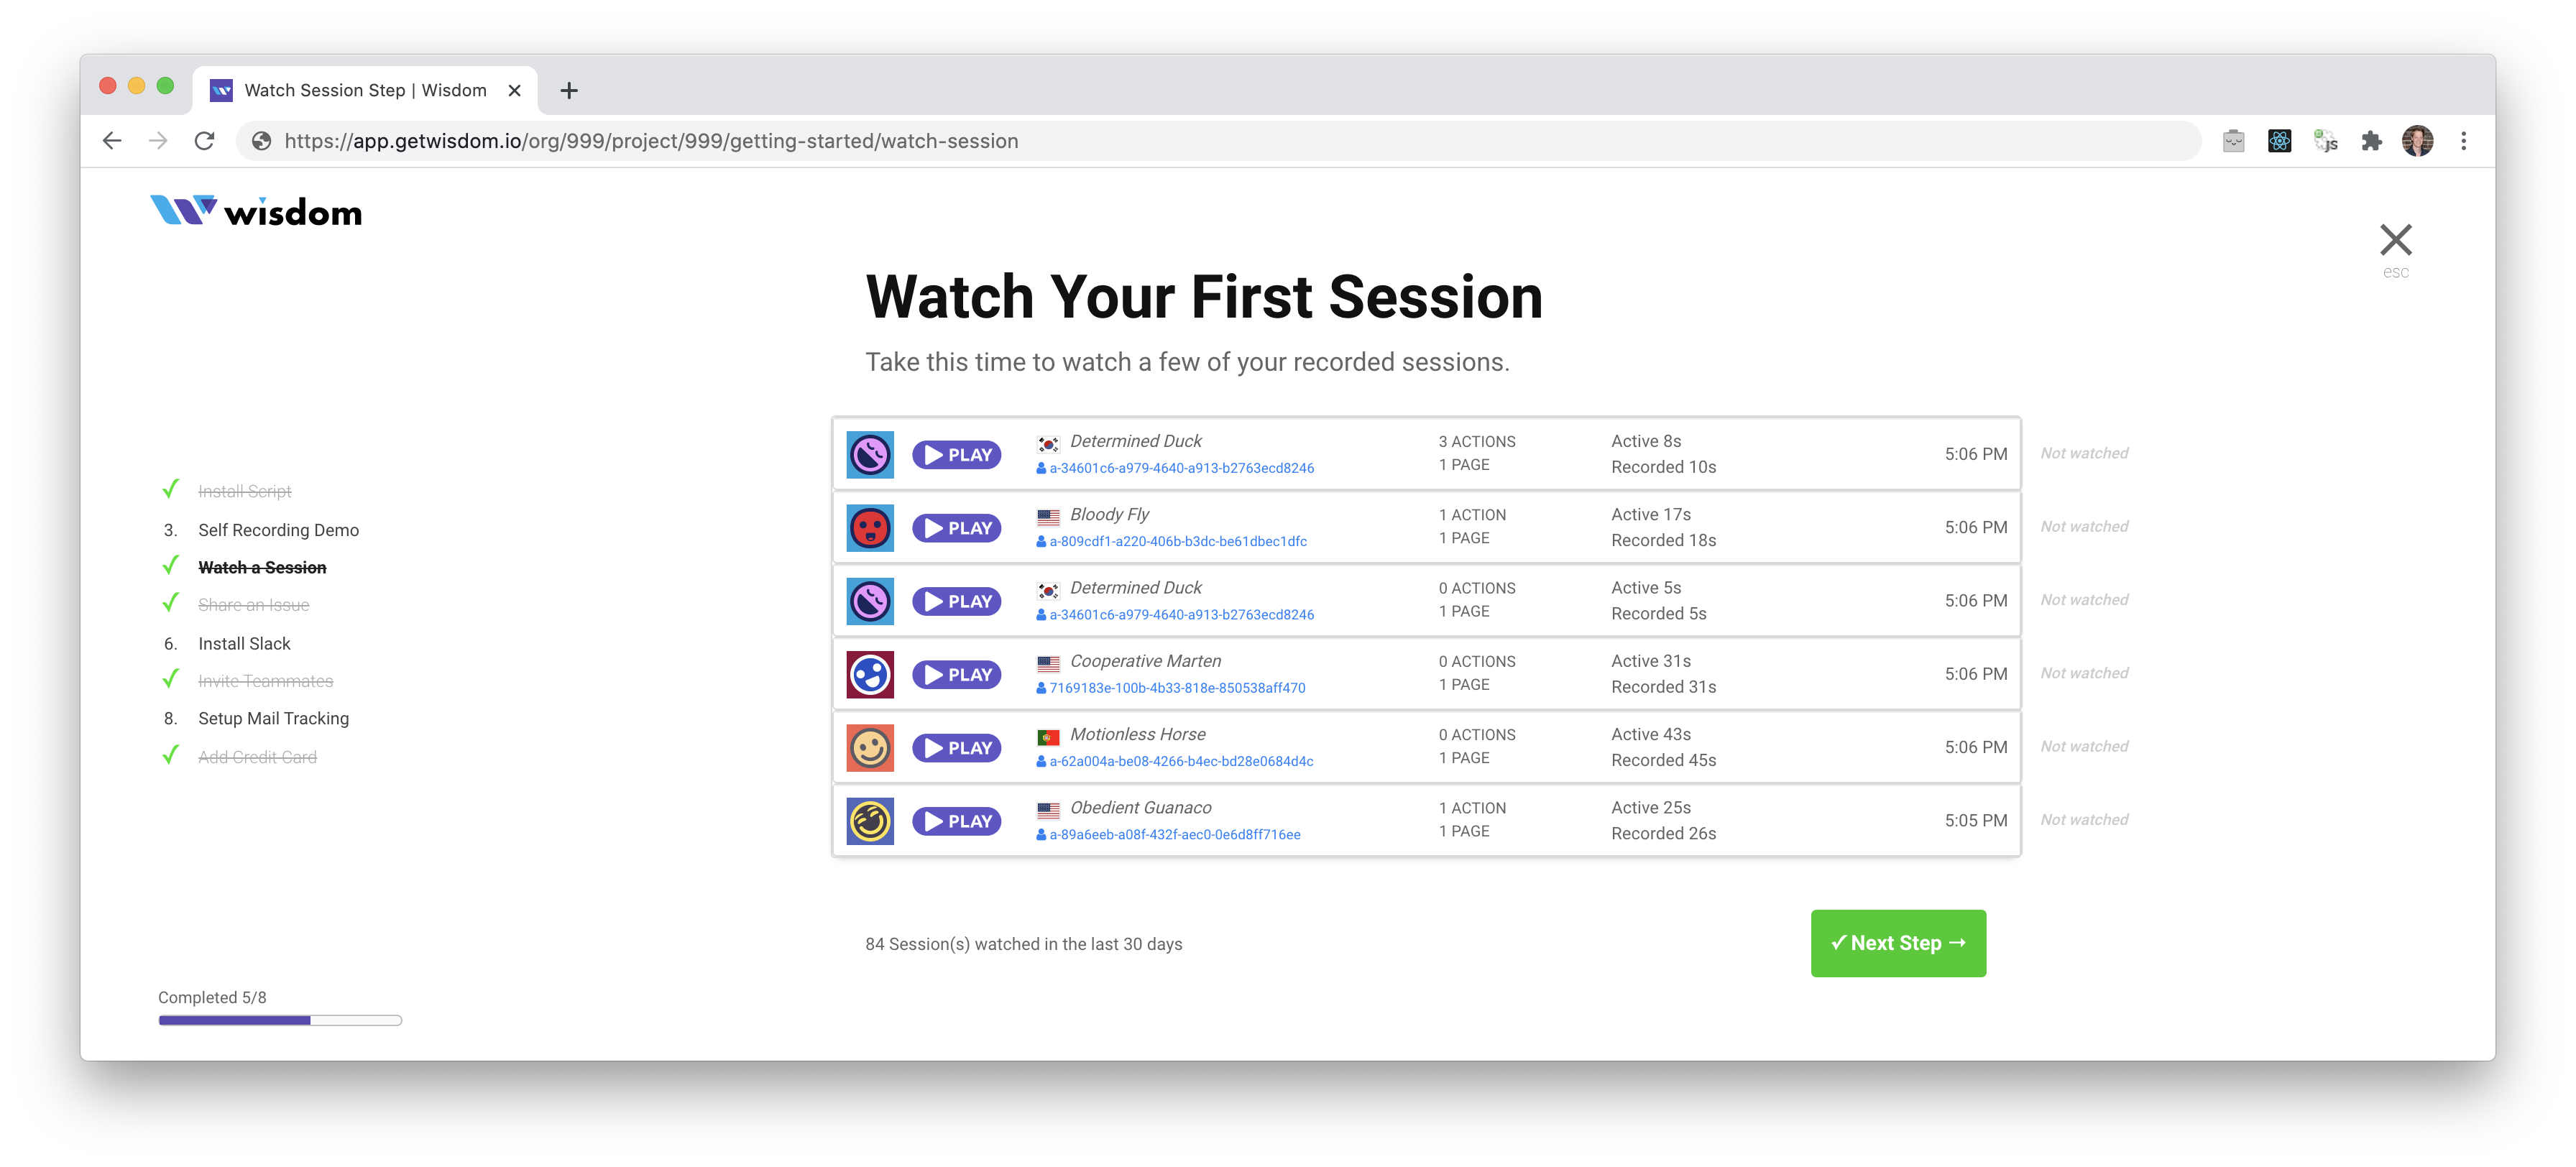 Watch Session Step | Wisdom
https://app.getwisdom.io/org/999/project/999/getting-started/watch-session
JS
wisdom
esc
Watch Your First Session
Take this time to watch a few of your recorded sessions.
Install Script
3. Self Recording Demo
Watch a Session
Share an Issue
6. Install Slack
Invite Teammates
8. Setup Mail Tracking
Add Credit Card
PLAY Determined Duck 3 ACTIONS Active 8s 5:06 PM Not watched
a-34601c6-a979-4640-a913-b2763ecd8246 1 PAGE Recorded 10s
PLAY Bloody Fly 1 ACTION Active 17s 5:06 PM Not watched
a-809cdf1-a220-406b-b3dc-be61dbec1dfc 1 PAGE Recorded 18s
PLAY Determined Duck 0 ACTIONS Active 5s 5:06 PM Not watched
a-34601c6-a979-4640-a913-b2763ecd8246 1 PAGE Recorded 5s
PLAY Cooperative Marten 0 ACTIONS Active 31s 5:06 PM Not watched
7169183e-100b-4b33-818e-850538aff470 1 PAGE Recorded 31s
PLAY Motionless Horse 0 ACTIONS Active 43s 5:06 PM Not watched
a-62a004a-be08-4266-b4ec-bd28e0684d4c 1 PAGE Recorded 45s
PLAY Obedient Guanaco 1 ACTION Active 25s 5:05 PM Not watched
a-89a6eeb-a08f-432f-aec0-0e6d8ff716ee 1 PAGE Recorded 26s
84 Session(s) watched in the last 30 days
✓ Next Step →
Completed 5/8